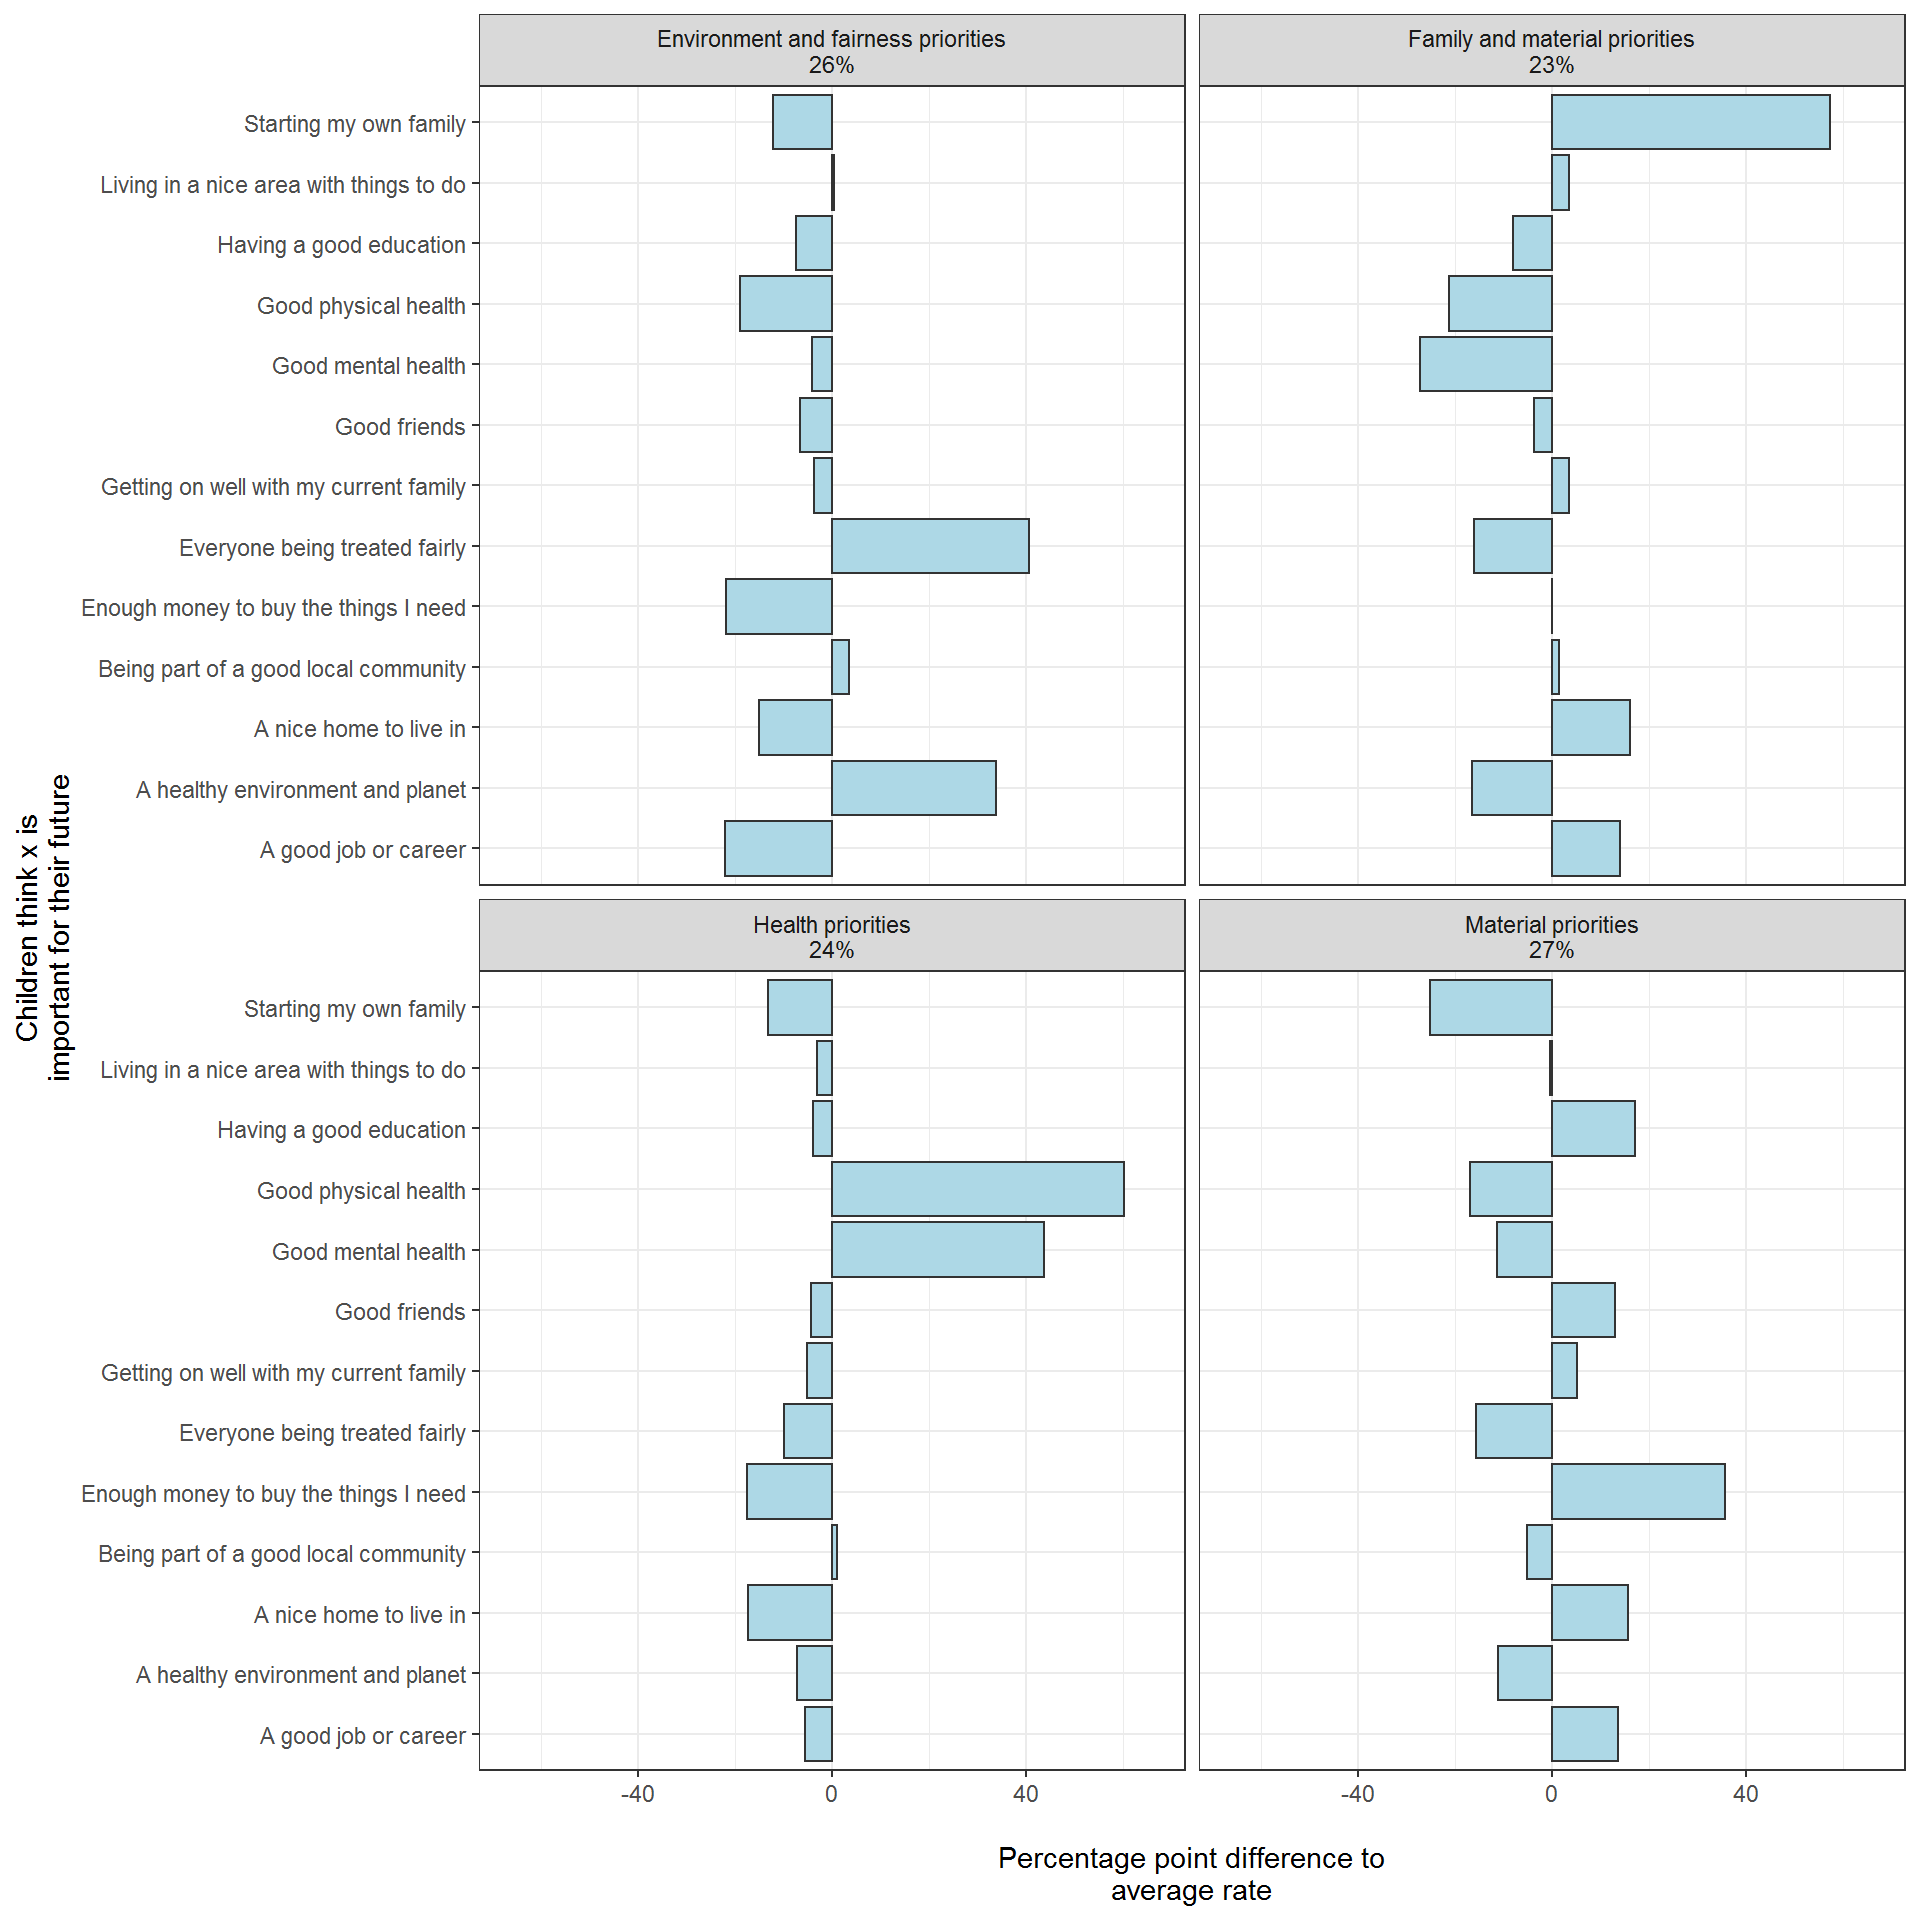 Environment and fairness priorities
26%
Family and material priorities
23%
Starting my own family
Living in a nice area with things to do
Having a good education
Good physical health
Good mental health
Good friends
Getting on well with my current family
Everyone being treated fairly
Enough money to buy the things I need
Being part of a good local community
A nice home to live in
A healthy environment and planet
A good job or career
Children think x is
important for their future
Health priorities
24%
Material priorities
27%
Starting my own family
Living in a nice area with things to do
Having a good education
Good physical health
Good mental health
Good friends
Getting on well with my current family
Everyone being treated fairly
Enough money to buy the things I need
Being part of a good local community
A nice home to live in
A healthy environment and planet
A good job or career
-40 0 40
-40 0 40
Percentage point difference to
average rate